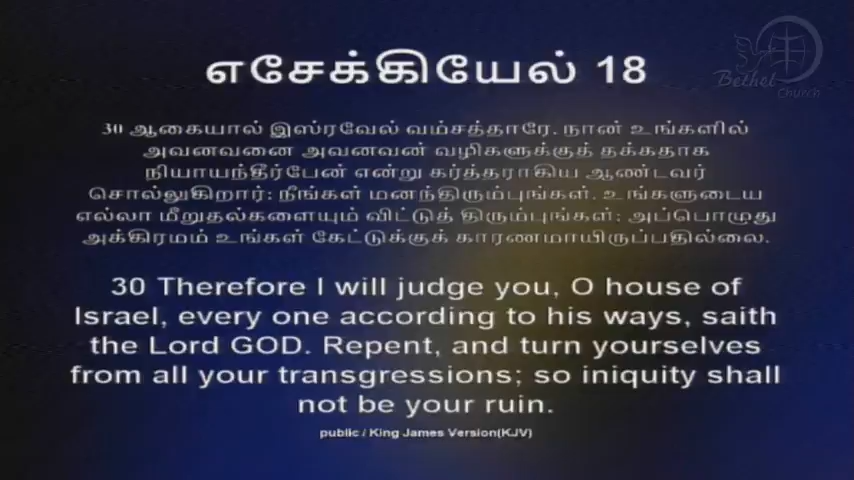 எசேக்கியேல் 18
Bethel
Church
30 ஆகையால் இஸ்ரவேல் வம்சத்தாரே, நான் உங்களில்
அவனவனை அவனவன் வழிகளுக்குத் தக்கதாக
நியாயந்தீர்பேன் என்று கர்த்தராகிய ஆண்டவர்
சொல்லுகிறார்; நீங்கள் மனந்திரும்புங்கள், உங்களுடைய
எல்லா மீறுதல்களையும் விட்டுத் திரும்புங்கள்; அப்பொழுது
அக்கிரமம் உங்கள் கேட்டுக்குக் காரணமாயிருப்பதில்லை.
30 Therefore I will judge you, O house of
Israel, every one according to his ways, saith
the Lord GOD. Repent, and turn yourselves
from all your transgressions; so iniquity shall
not be your ruin.
public / King James Version(KJV)